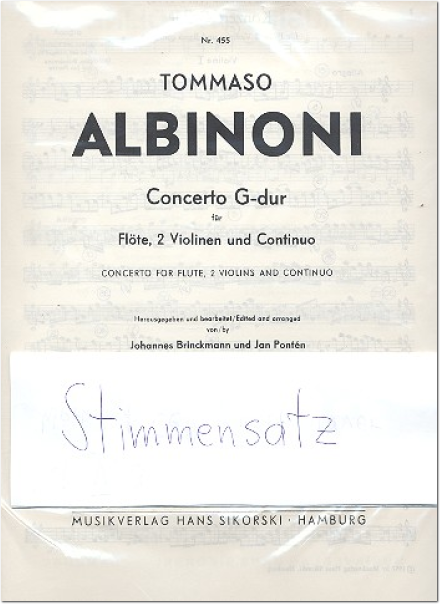 Nr. 455
TOMMASO
ALBINONI
Concerto G-dur
für
Flöte, 2 Violinen und Continuo
CONCERTO FOR FLUTE, 2 VIOLINS AND CONTINUO
Herausgegeben und bearbeitet/Edited and arranged
von/by
Johannes Brinckmann und Jan Pontén
Stimmensatz
MUSIKVERLAG HANS SIKORSKI · HAMBURG